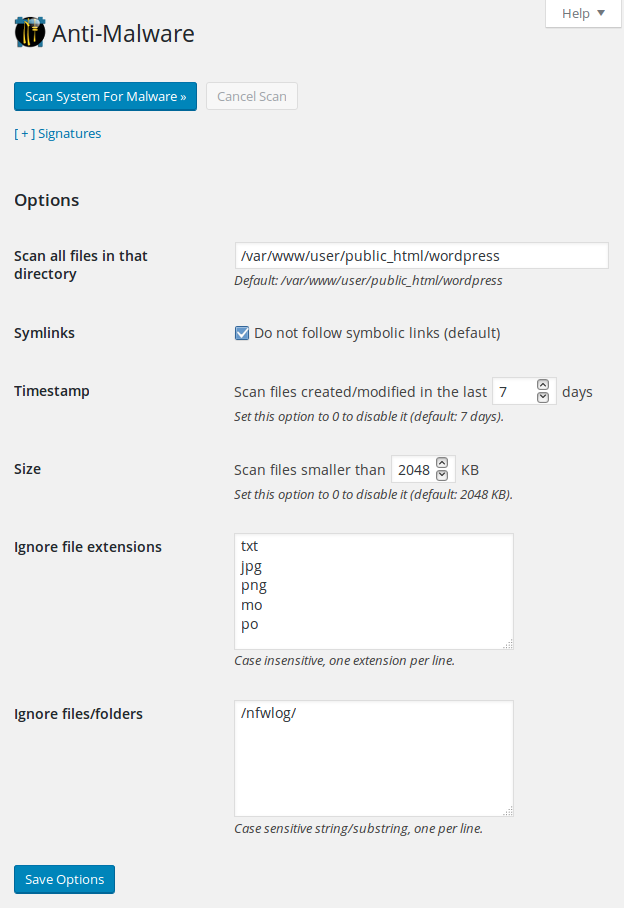 Help ▼
Anti-Malware
Scan System For Malware »
Cancel Scan
[ + ] Signatures
Options
Scan all files in that
directory
/var/www/user/public_html/wordpress
Default: /var/www/user/public_html/wordpress
Symlinks
Do not follow symbolic links (default)
Timestamp
Scan files created/modified in the last 7 days
Set this option to 0 to disable it (default: 7 days).
Size
Scan files smaller than 2048 KB
Set this option to 0 to disable it (default: 2048 KB).
Ignore file extensions
txt
jpg
png
mo
po
Case insensitive, one extension per line.
Ignore files/folders
/nfwlog/
Case sensitive string/substring, one per line.
Save Options